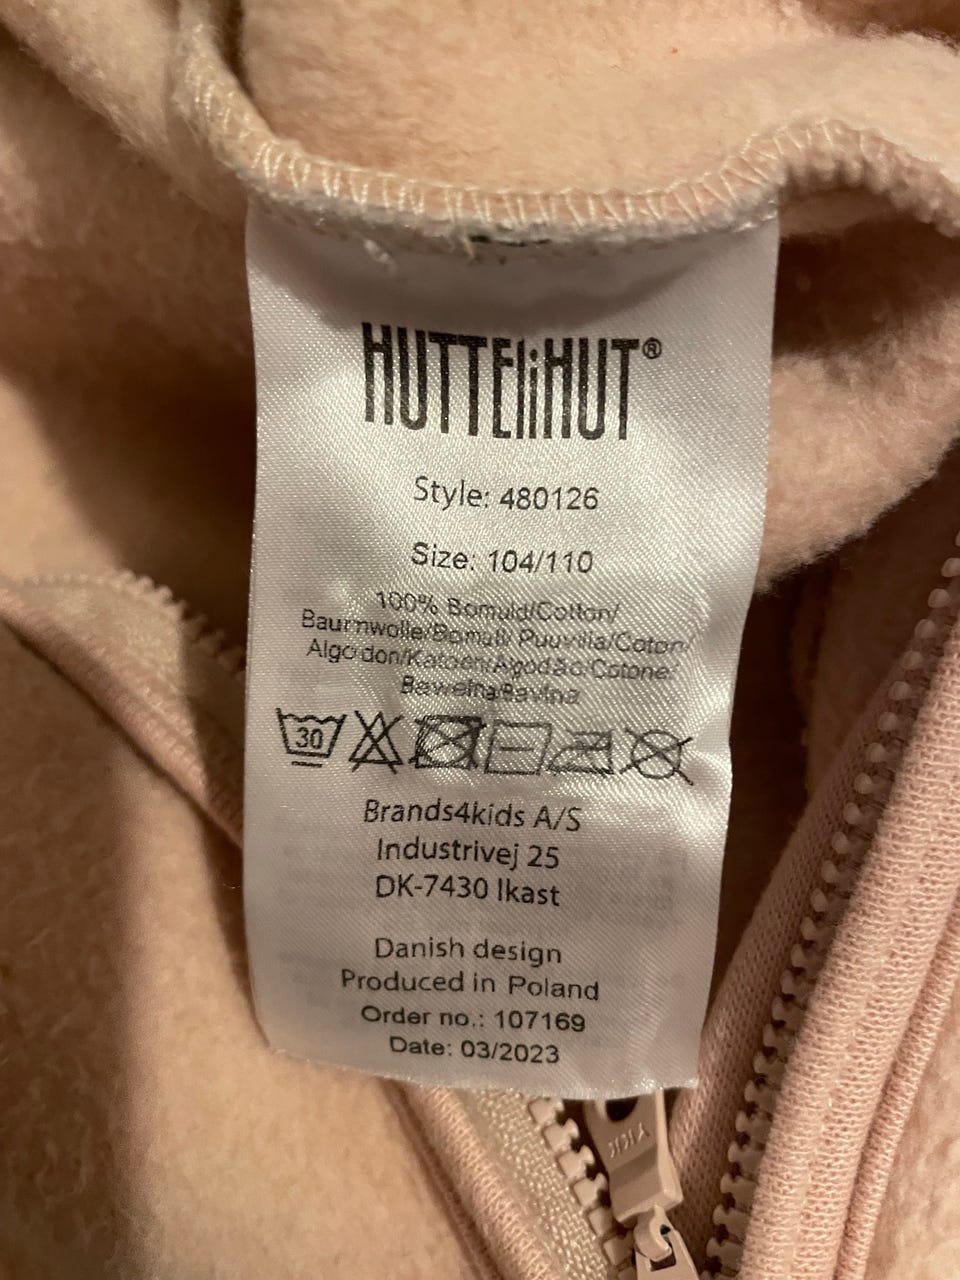 HUTTEliHUT®
Style: 480126
Size: 104/110
100% Bomuld/Cotton/
Baumwolle/Bomull/ Puuvilla/Coton/
Algodon/Katoen/Algodão/Cotone/
Bawełna/Bavlna
30
Brands4kids A/S
Industrivej 25
DK-7430 Ikast
Danish design
Produced in Poland
Order no.: 107169
Date: 03/2023